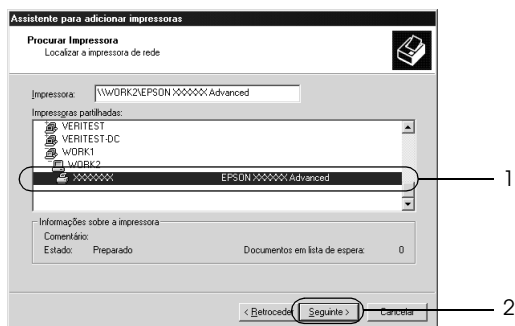 Assistente para adicionar impressoras
Procurar Impressora
Localizar a impressora de rede
Impressora: \\WORK2\EPSON XXXXXX Advanced
Impressoras partilhadas:
VERITEST
VERITEST-DC
WORK1
WORK2
XXXXXXX EPSON XXXXXX Advanced
1
Informações sobre a impressora
Comentário:
Estado: Preparado Documentos em lista de espera: 0
< Retroceder Seguinte > Cancelar
2